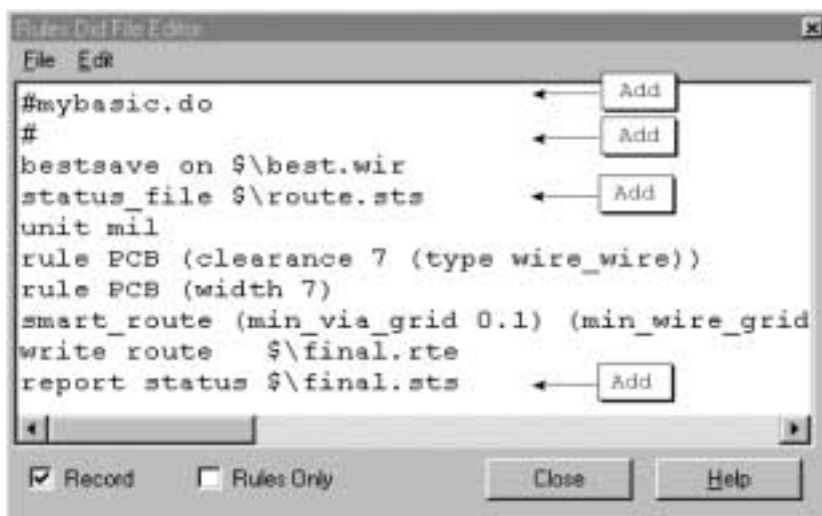 Rules Did File Editor
File Edit
#mybasic.do Add
# Add
bestsave on $\best.wir
status_file $\route.sts Add
unit mil
rule PCB (clearance 7 (type wire_wire))
rule PCB (width 7)
smart_route (min_via_grid 0.1) (min_wire_grid
write route $\final.rte
report status $\final.sts Add
Record Rules Only Close Help